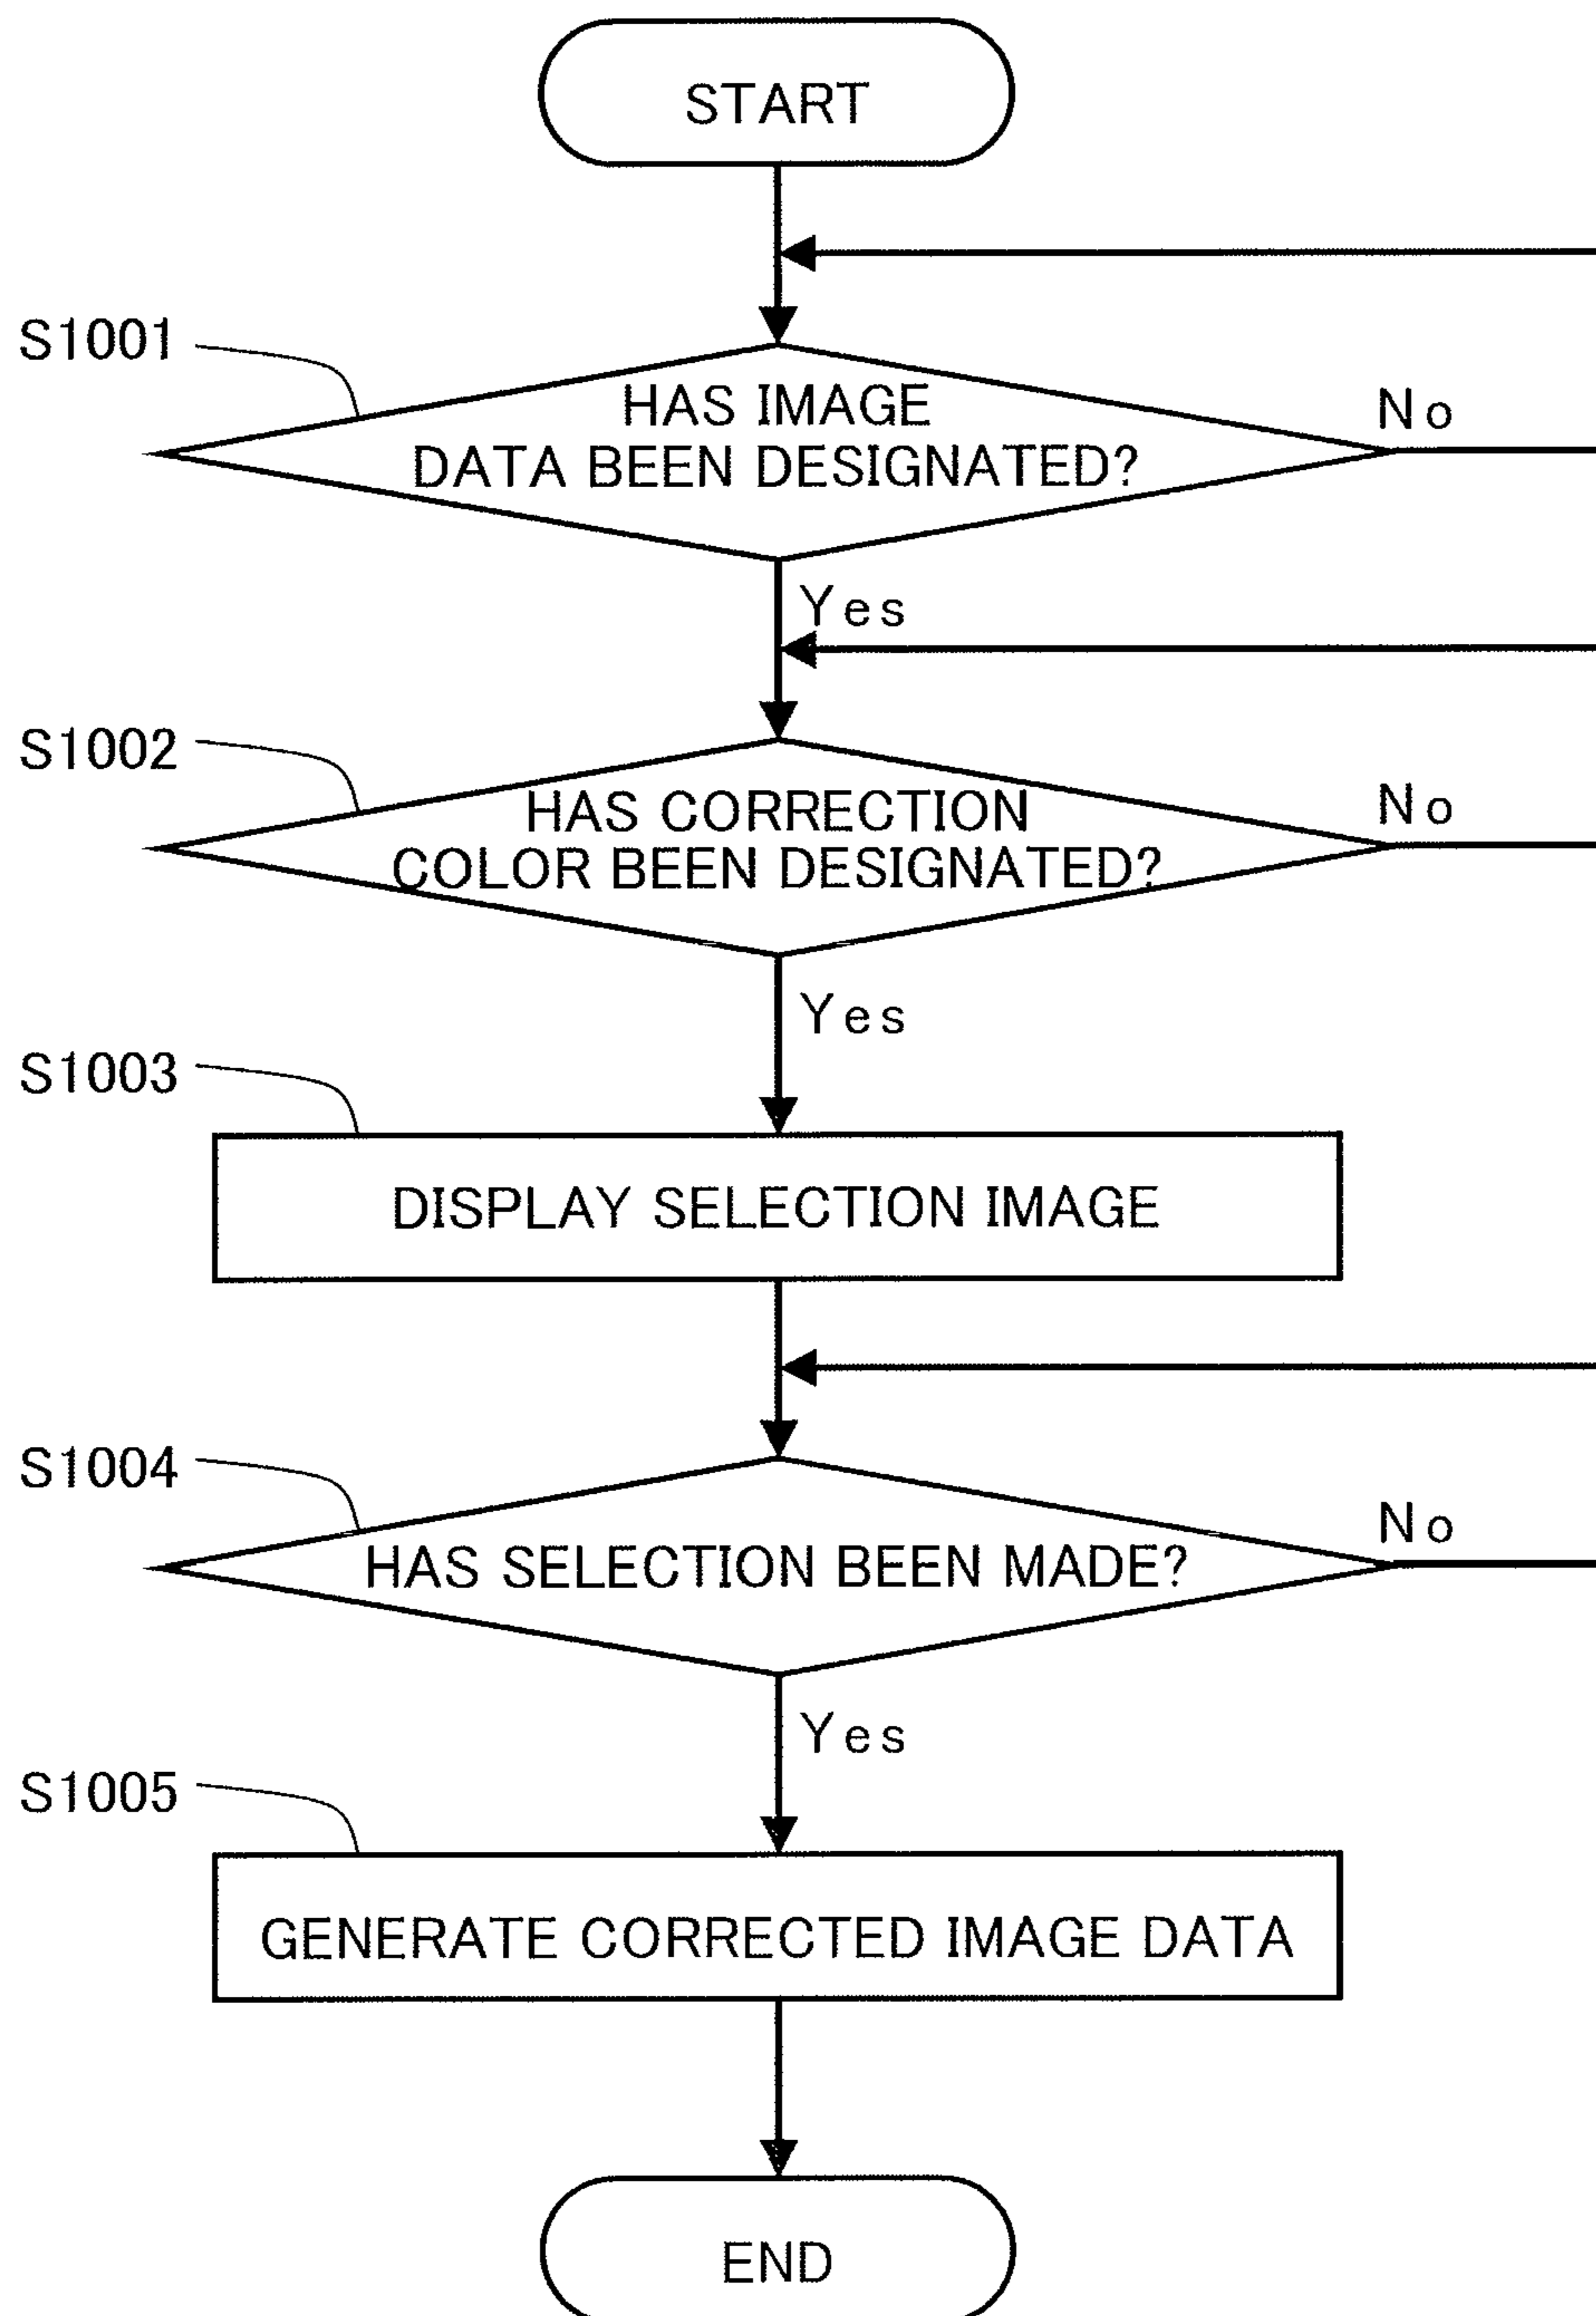 START
S1001
HAS IMAGE
DATA BEEN DESIGNATED?
No
Yes
S1002
HAS CORRECTION
COLOR BEEN DESIGNATED?
No
Yes
S1003
DISPLAY SELECTION IMAGE
S1004
HAS SELECTION BEEN MADE?
No
Yes
S1005
GENERATE CORRECTED IMAGE DATA
END